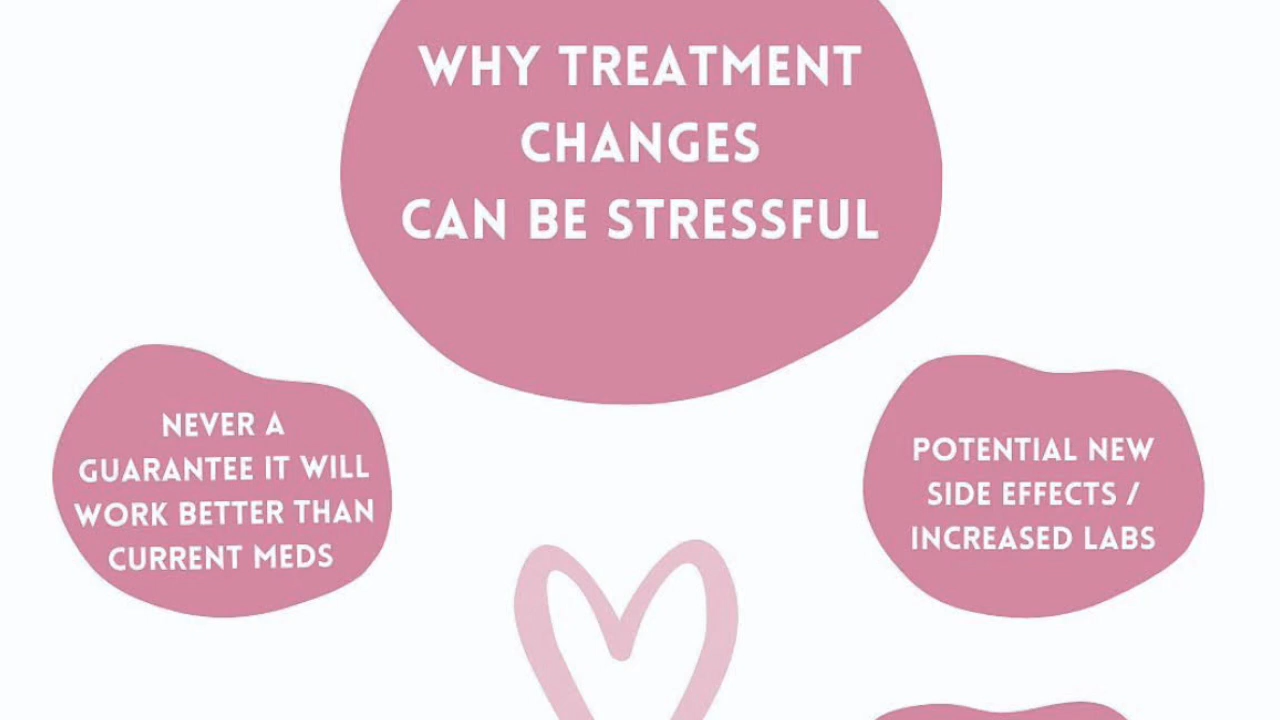 WHY TREATMENT
CHANGES
CAN BE STRESSFUL
NEVER A
GUARANTEE IT WILL
WORK BETTER THAN
CURRENT MEDS
POTENTIAL NEW
SIDE EFFECTS /
INCREASED LABS